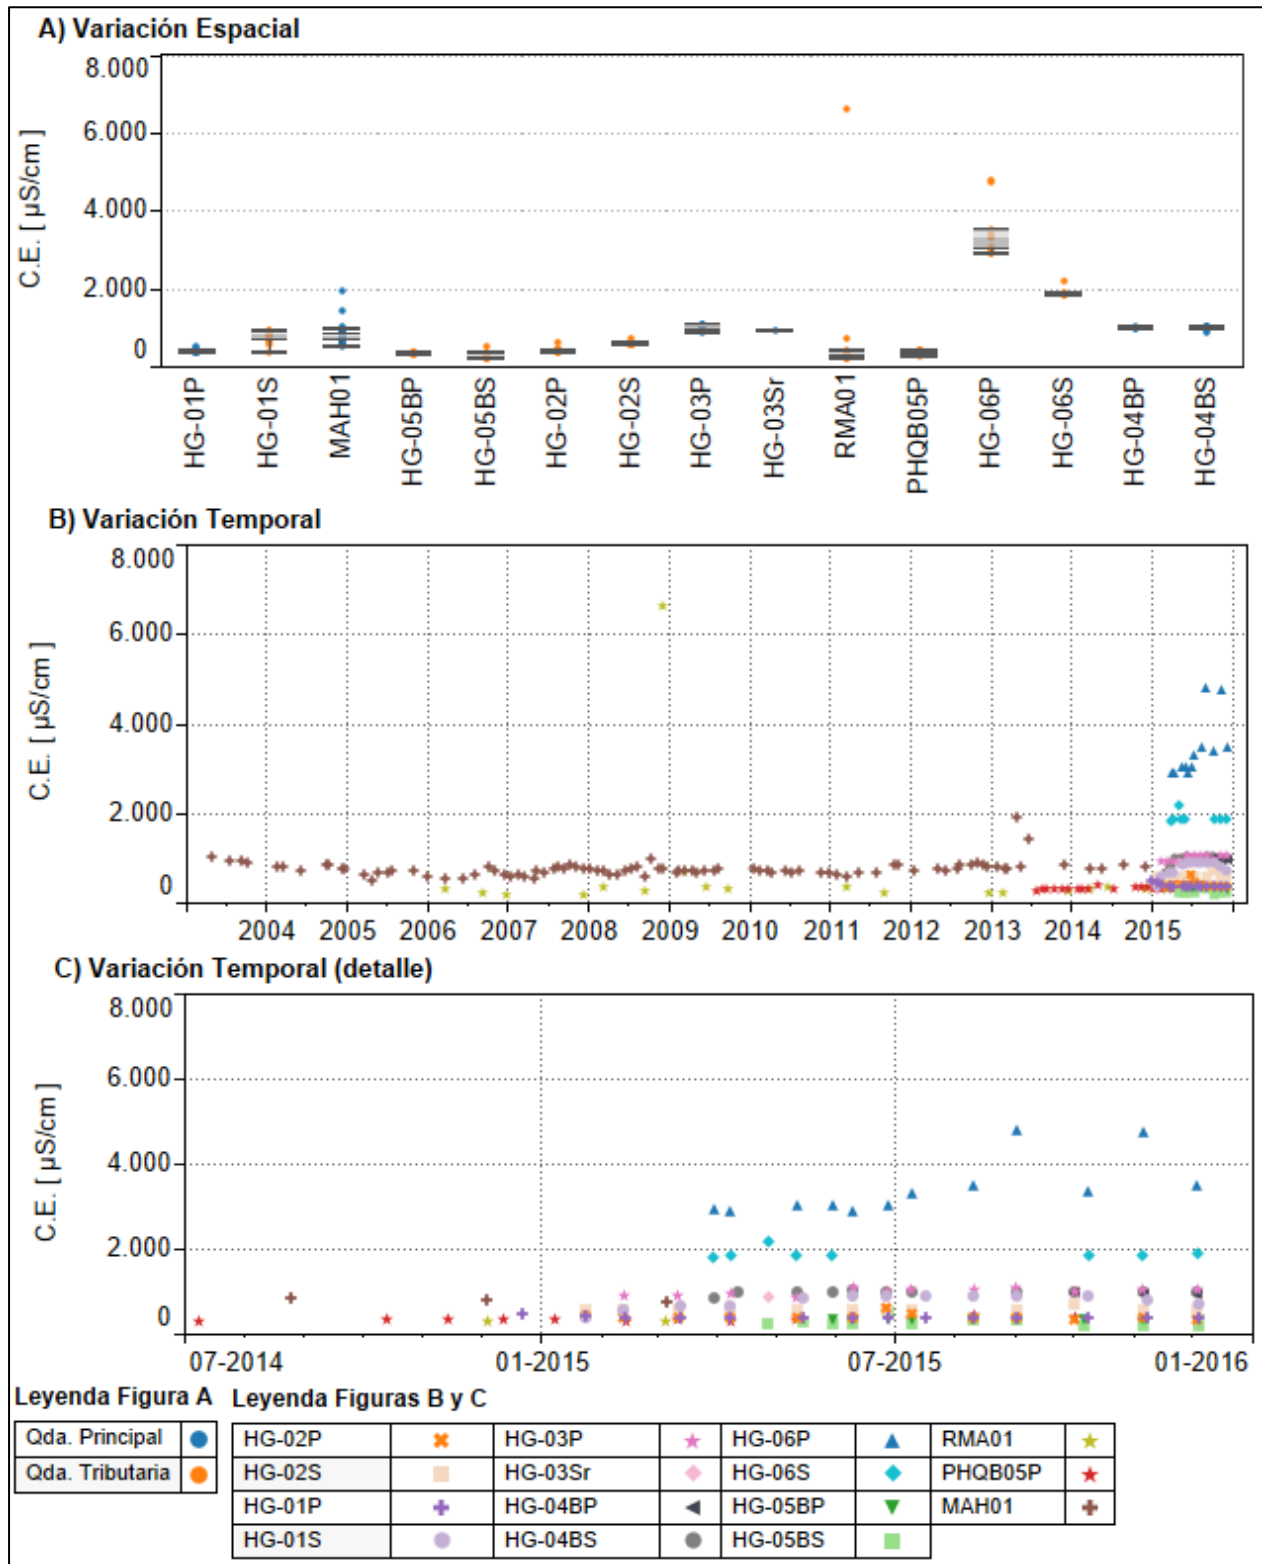 A) Variación Espacial
8.000
6.000
4.000
2.000
0
C.E. [ µS/cm ]
HG-01P
HG-01S
MAH01
HG-05BP
HG-05BS
HG-02P
HG-02S
HG-03P
HG-03Sr
RMA01
PHQB05P
HG-06P
HG-06S
HG-04BP
HG-04BS
B) Variación Temporal
8.000
6.000
4.000
2.000
0
C.E. [ µS/cm ]
2004 2005 2006 2007 2008 2009 2010 2011 2012 2013 2014 2015
C) Variación Temporal (detalle)
8.000
6.000
4.000
2.000
0
C.E. [ µS/cm ]
07-2014 01-2015 07-2015 01-2016
Leyenda Figura A Leyenda Figuras B y C
Qda. Principal HG-02P HG-03P HG-06P RMA01
Qda. Tributaria HG-02S HG-03Sr HG-06S PHQB05P
HG-01P HG-04BP HG-05BP MAH01
HG-01S HG-04BS HG-05BS